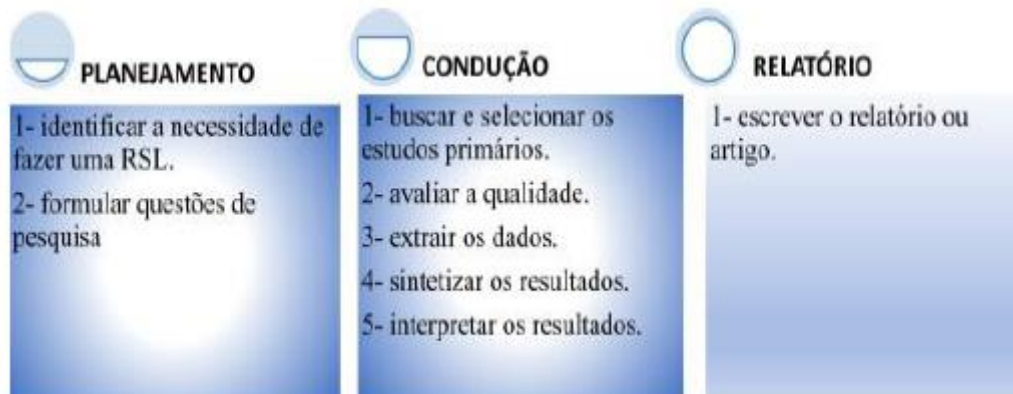 PLANEJAMENTO
1- identificar a necessidade de
fazer uma RSL.
2- formular questões de
pesquisa
CONDUÇÃO
1- buscar e selecionar os
estudos primários.
2- avaliar a qualidade.
3- extrair os dados.
4- sintetizar os resultados.
5- interpretar os resultados.
RELATÓRIO
1- escrever o relatório ou
artigo.